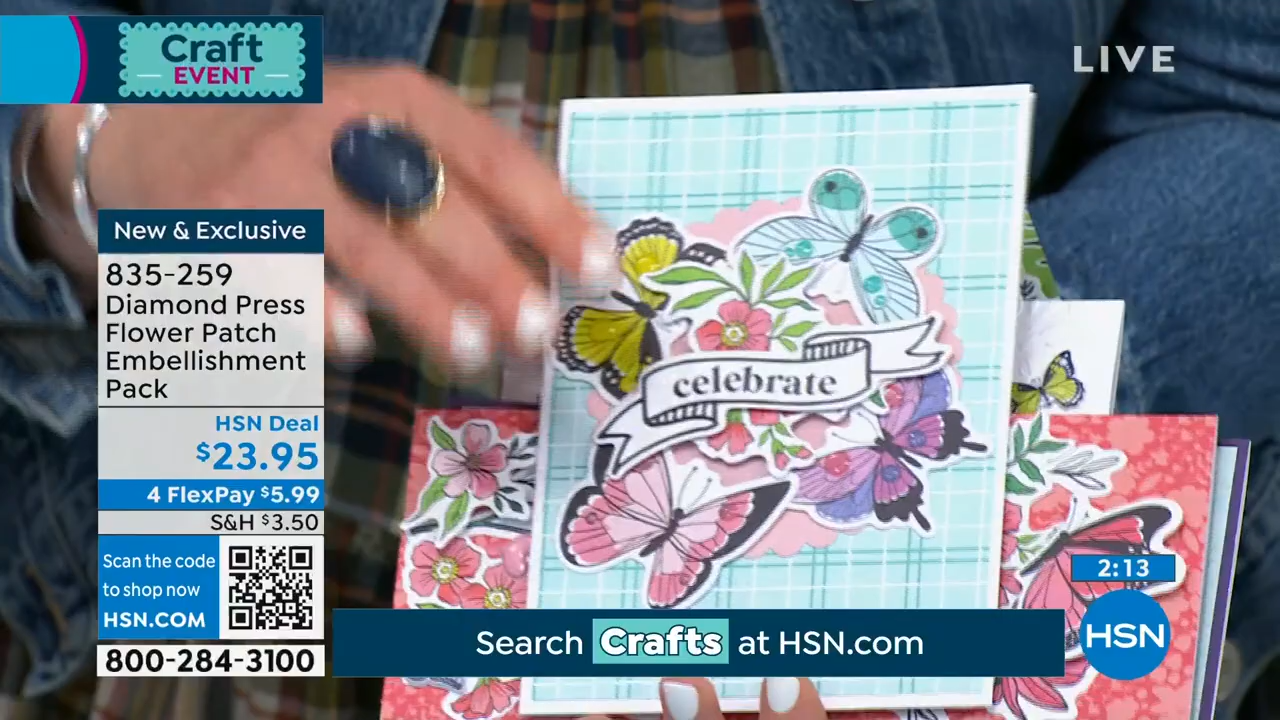 Craft
EVENT
LIVE
New & Exclusive
835-259
Diamond Press
Flower Patch
Embellishment
Pack
HSN Deal
$23.95
4 FlexPay $5.99
S&H $3.50
Scan the code
to shop now
HSN.COM
800-284-3100
celebrate
2:13
HSN
Search Crafts at HSN.com